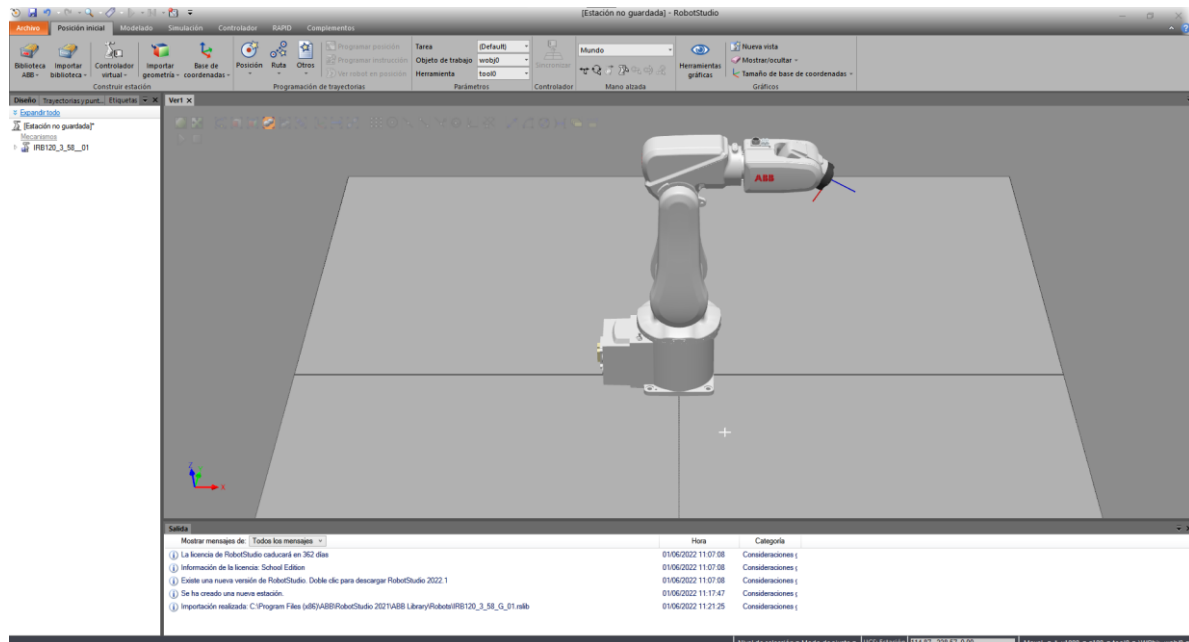 [Estación no guardada] - RobotStudio
Archivo Posición inicial Modelado Simulación Controlador RAPID Complementos
Biblioteca ABB
Importar biblioteca
Controlador virtual
Importar geometría
Base de coordenadas
Construir estación
Posición Ruta Otros
Programar posición
Programar instrucción
Ver robot en posición
Programación de trayectorias
Tarea (Default)
Objeto de trabajo wobj0
Herramienta tool0
Parámetros
Sincronizar
Controlador
Mundo
Mano alzada
Herramientas gráficas
Nueva vista
Mostrar/ocultar
Tamaño de base de coordenadas
Gráficos
Diseño Trayectorias y punt... Etiquetas
Expandir todo
[Estación no guardada]*
Mecanismos
IRB120_3_58__01
Ver1
ABB
Z
X
Salida
Mostrar mensajes de: Todos los mensajes Hora Categoría
La licencia de RobotStudio caducará en 362 días 01/06/2022 11:07:08 Consideraciones g
Información de la licencia: School Edition 01/06/2022 11:07:08 Consideraciones g
Existe una nueva versión de RobotStudio. Doble clic para descargar RobotStudio 2022.1 01/06/2022 11:07:08 Consideraciones g
Se ha creado una nueva estación. 01/06/2022 11:17:47 Consideraciones g
Importación realizada: C:\Program Files (x86)\ABB\RobotStudio 2021\ABB Library\Robots\IRB120_3_58_G_01.rslib 01/06/2022 11:21:25 Consideraciones g